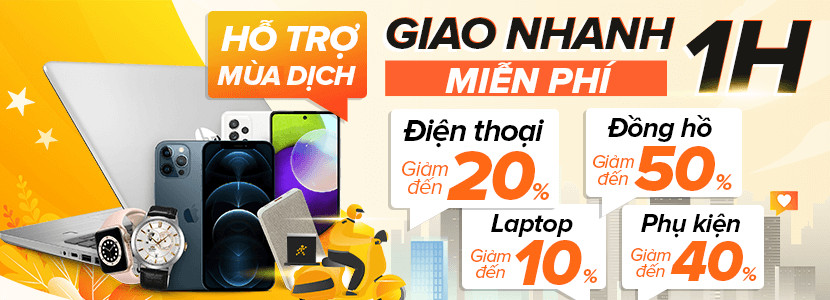 HỖ TRỢ
MÙA DỊCH
GIAO NHANH
MIỄN PHÍ
1H
Điện thoại
Giảm
đến
20%
Đồng hồ
Giảm
đến
50%
Laptop
Giảm
đến
10%
Phụ kiện
Giảm
đến
40%